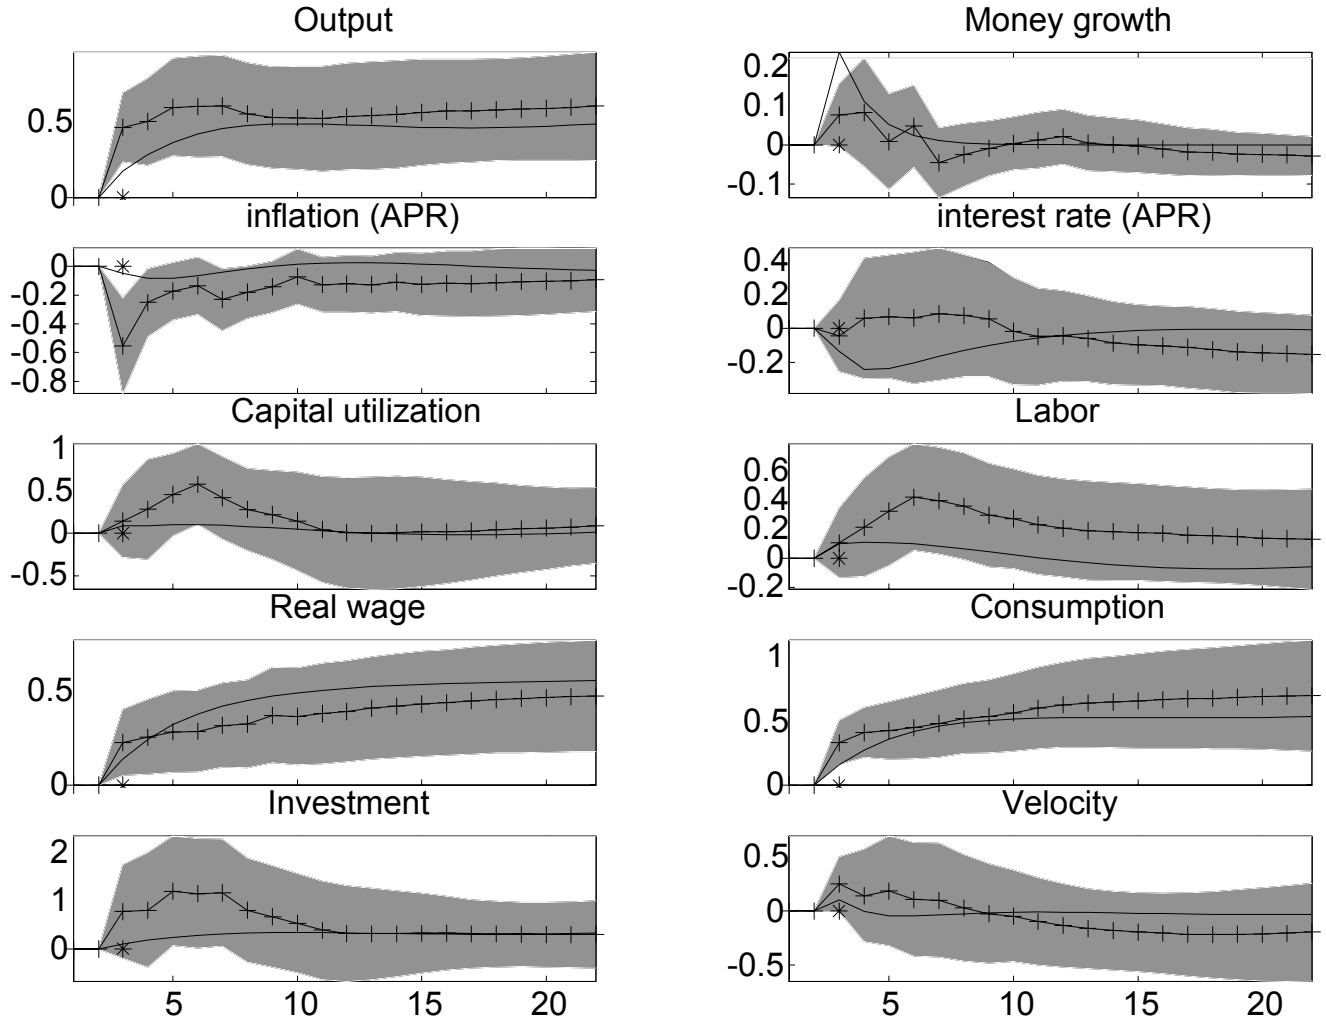 Output
0.5
0
Money growth
0.2
0.1
0
-0.1
inflation (APR)
0
-0.2
-0.4
-0.6
-0.8
interest rate (APR)
0.4
0.2
0
-0.2
Capital utilization
1
0.5
0
-0.5
Labor
0.6
0.4
0.2
0
-0.2
Real wage
0.5
0
Consumption
1
0.5
0
Investment
2
1
0
5 10 15 20
Velocity
0.5
0
-0.5
5 10 15 20